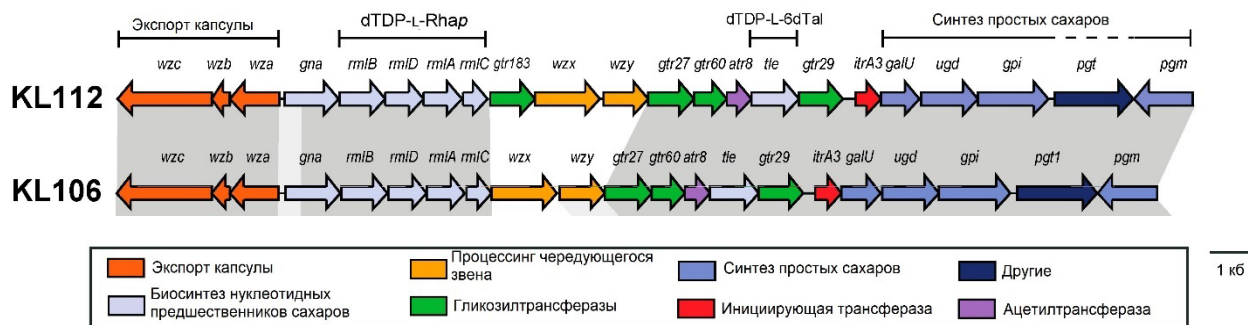 Экспорт капсулы dTDP-L-Rhap dTDP-L-6dTal Синтез простых сахаров
wzc wzb wza gna rmlB rmlD rmlA rmlC gtr183 wzx wzy gtr27 gtr60 atr8 tle gtr29 itrA3 galU ugd gpi pgt pgm
KL112
wzc wzb wza gna rmlB rmlD rmlA rmlC wzx wzy gtr27 gtr60 atr8 tle gtr29 itrA3 galU ugd gpi pgt1 pgm
KL106
Экспорт капсулы
Биосинтез нуклеотидных
предшественников сахаров
Процессинг чередующегося
звена
Гликозилтрансферазы
Синтез простых сахаров
Инициирующая трансфераза
Другие
Ацетилтрансфераза
1 кб